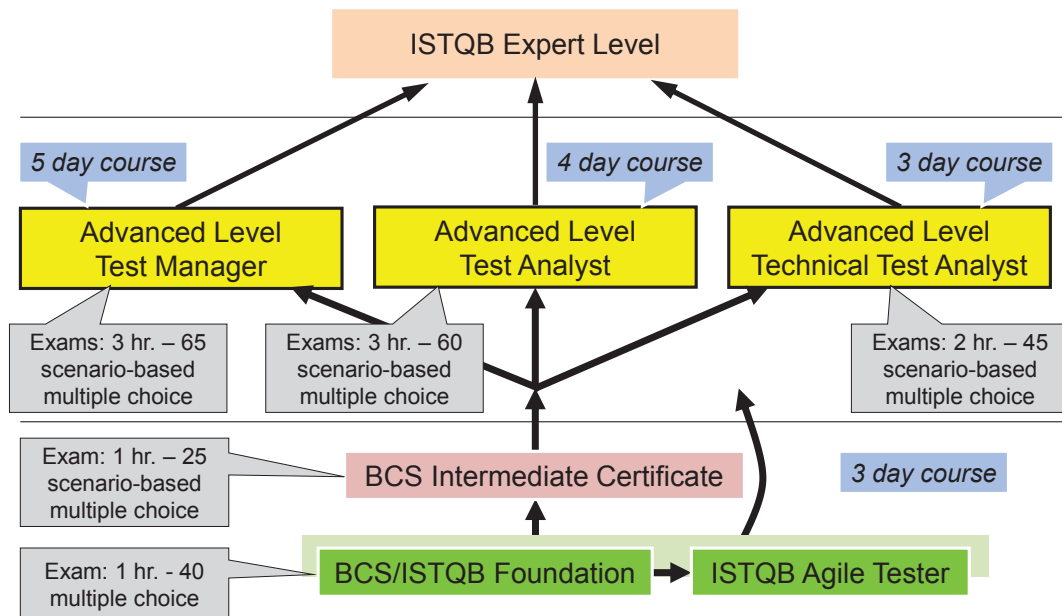 ISTQB Expert Level
5 day course
4 day course
3 day course
Advanced Level
Test Manager
Advanced Level
Test Analyst
Advanced Level
Technical Test Analyst
Exams: 3 hr. – 65
scenario-based
multiple choice
Exams: 3 hr. – 60
scenario-based
multiple choice
Exams: 2 hr. – 45
scenario-based
multiple choice
Exam: 1 hr. – 25
scenario-based
multiple choice
BCS Intermediate Certificate
3 day course
Exam: 1 hr. - 40
multiple choice
BCS/ISTQB Foundation
ISTQB Agile Tester